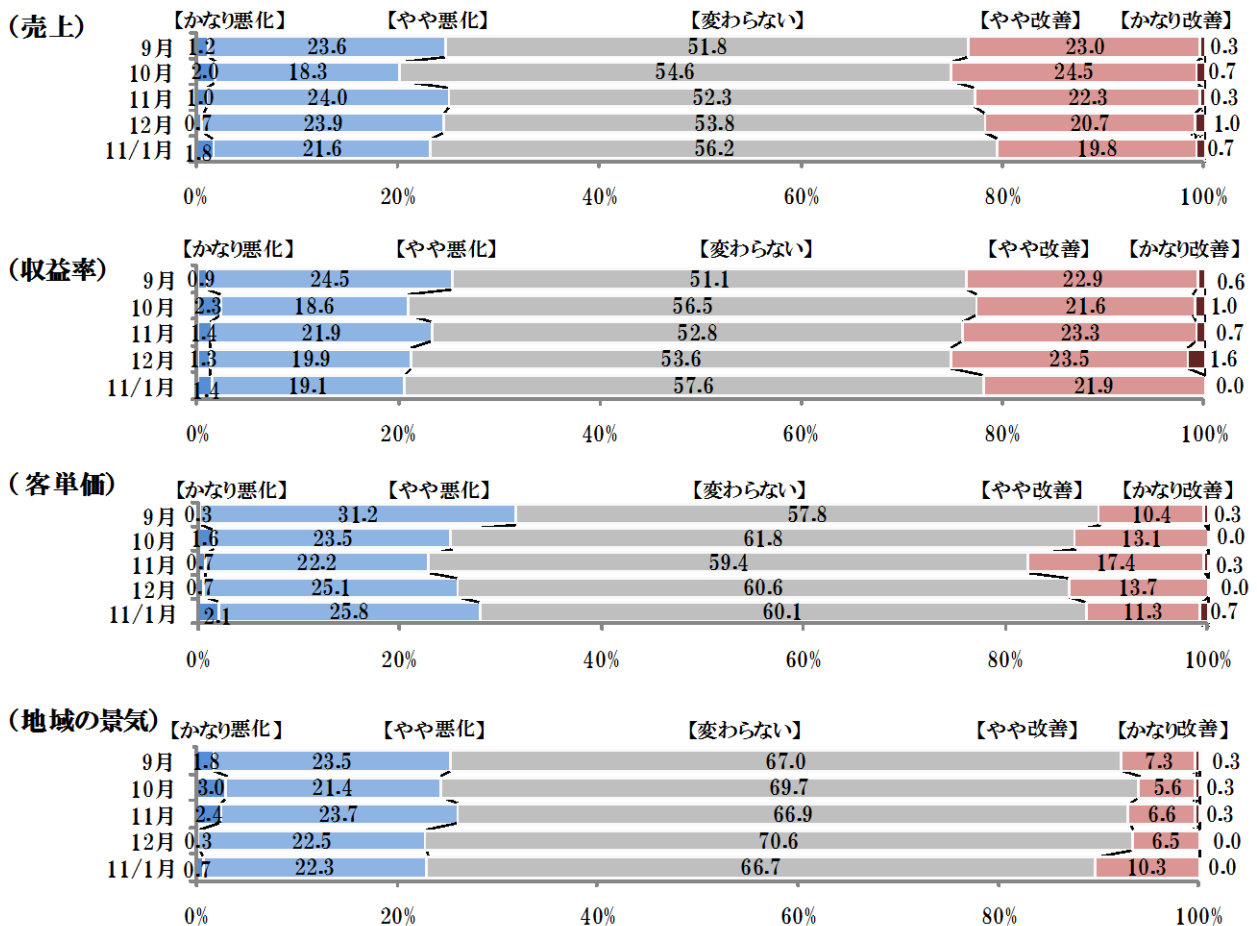 (売上)
【かなり悪化】 【やや悪化】 【変わらない】 【やや改善】 【かなり改善】
9月 1.2 23.6 51.8 23.0 0.3
10月 2.0 18.3 54.6 24.5 0.7
11月 1.0 24.0 52.3 22.3 0.3
12月 0.7 23.9 53.8 20.7 1.0
11/1月 1.8 21.6 56.2 19.8 0.7
0% 20% 40% 60% 80% 100%
(収益率)
【かなり悪化】 【やや悪化】 【変わらない】 【やや改善】 【かなり改善】
9月 0.9 24.5 51.1 22.9 0.6
10月 2.3 18.6 56.5 21.6 1.0
11月 1.4 21.9 52.8 23.3 0.7
12月 1.3 19.9 53.6 23.5 1.6
11/1月 1.4 19.1 57.6 21.9 0.0
0% 20% 40% 60% 80% 100%
(客単価)
【かなり悪化】 【やや悪化】 【変わらない】 【やや改善】 【かなり改善】
9月 0.3 31.2 57.8 10.4 0.3
10月 1.6 23.5 61.8 13.1 0.0
11月 0.7 22.2 59.4 17.4 0.3
12月 0.7 25.1 60.6 13.7 0.0
11/1月 2.1 25.8 60.1 11.3 0.7
0% 20% 40% 60% 80% 100%
(地域の景気)
【かなり悪化】 【やや悪化】 【変わらない】 【やや改善】 【かなり改善】
9月 1.8 23.5 67.0 7.3 0.3
10月 3.0 21.4 69.7 5.6 0.3
11月 2.4 23.7 66.9 6.6 0.3
12月 0.3 22.5 70.6 6.5 0.0
11/1月 0.7 22.3 66.7 10.3 0.0
0% 20% 40% 60% 80% 100%